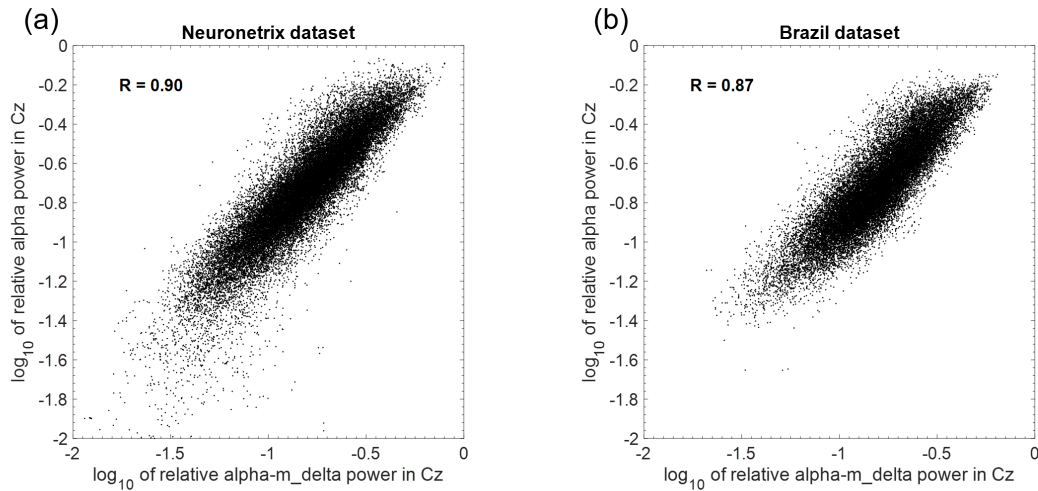 (a)
Neuronetrix dataset
R = 0.90
log10 of relative alpha power in Cz
0
-0.2
-0.4
-0.6
-0.8
-1
-1.2
-1.4
-1.6
-1.8
-2
-2 -1.5 -1 -0.5 0
log10 of relative alpha-m_delta power in Cz
(b)
Brazil dataset
R = 0.87
log10 of relative alpha power in Cz
0
-0.2
-0.4
-0.6
-0.8
-1
-1.2
-1.4
-1.6
-1.8
-2
-2 -1.5 -1 -0.5 0
log10 of relative alpha-m_delta power in Cz